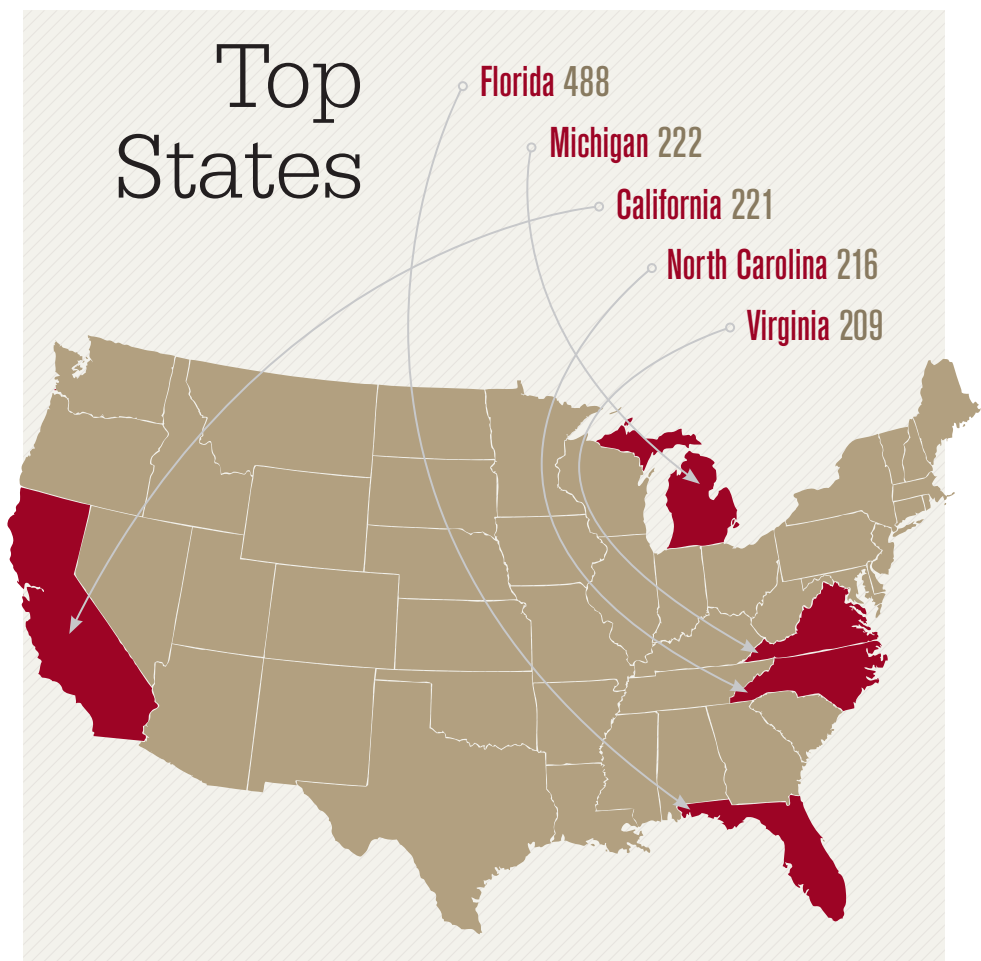 Top
States
Florida 488
Michigan 222
California 221
North Carolina 216
Virginia 209